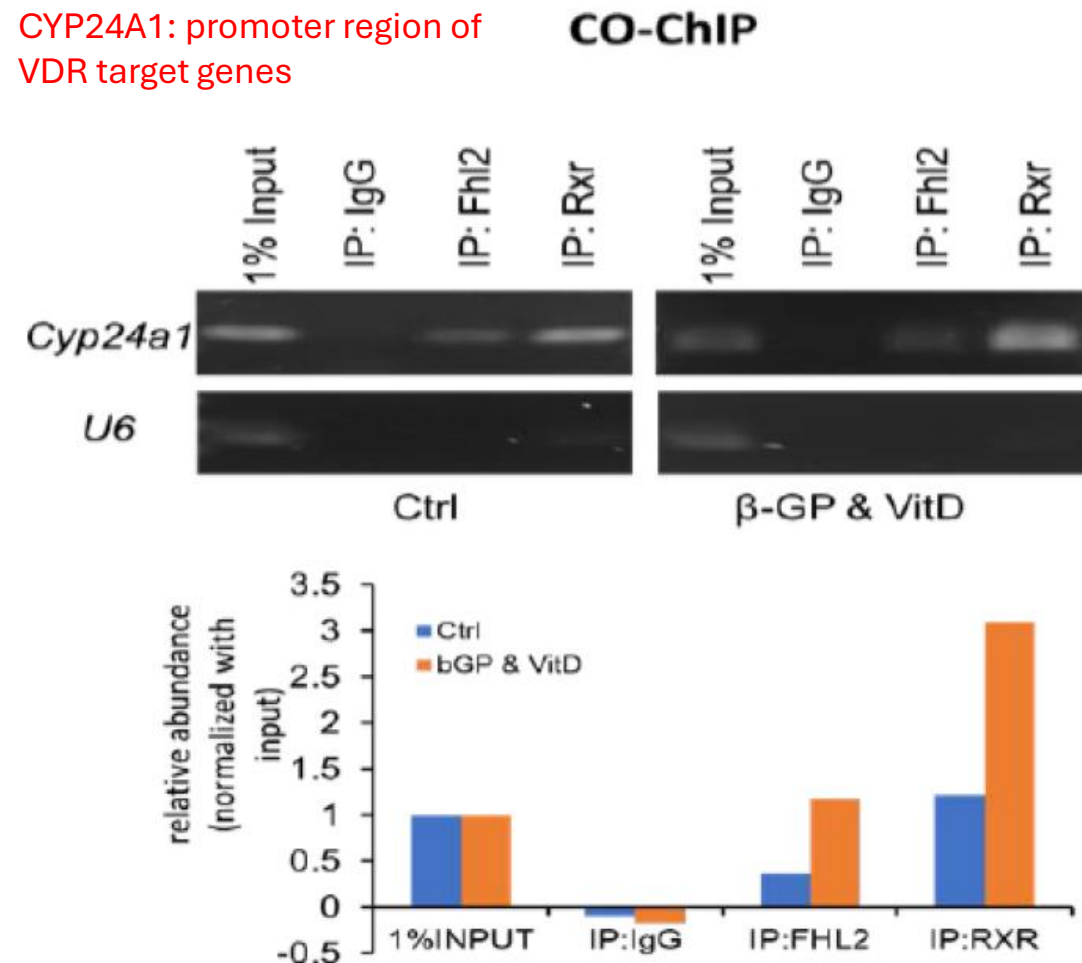 CYP24A1: promoter region of
VDR target genes
CO-ChIP
1% Input
IP: IgG
IP: Fhl2
IP: Rxr
1% Input
IP: IgG
IP: Fhl2
IP: Rxr
Cyp24a1
U6
Ctrl
β-GP & VitD
relative abundance
(normalized with
input)
3.5
3
2.5
2
1.5
1
0.5
0
-0.5
Ctrl
bGP & VitD
1%INPUT
IP:IgG
IP:FHL2
IP:RXR